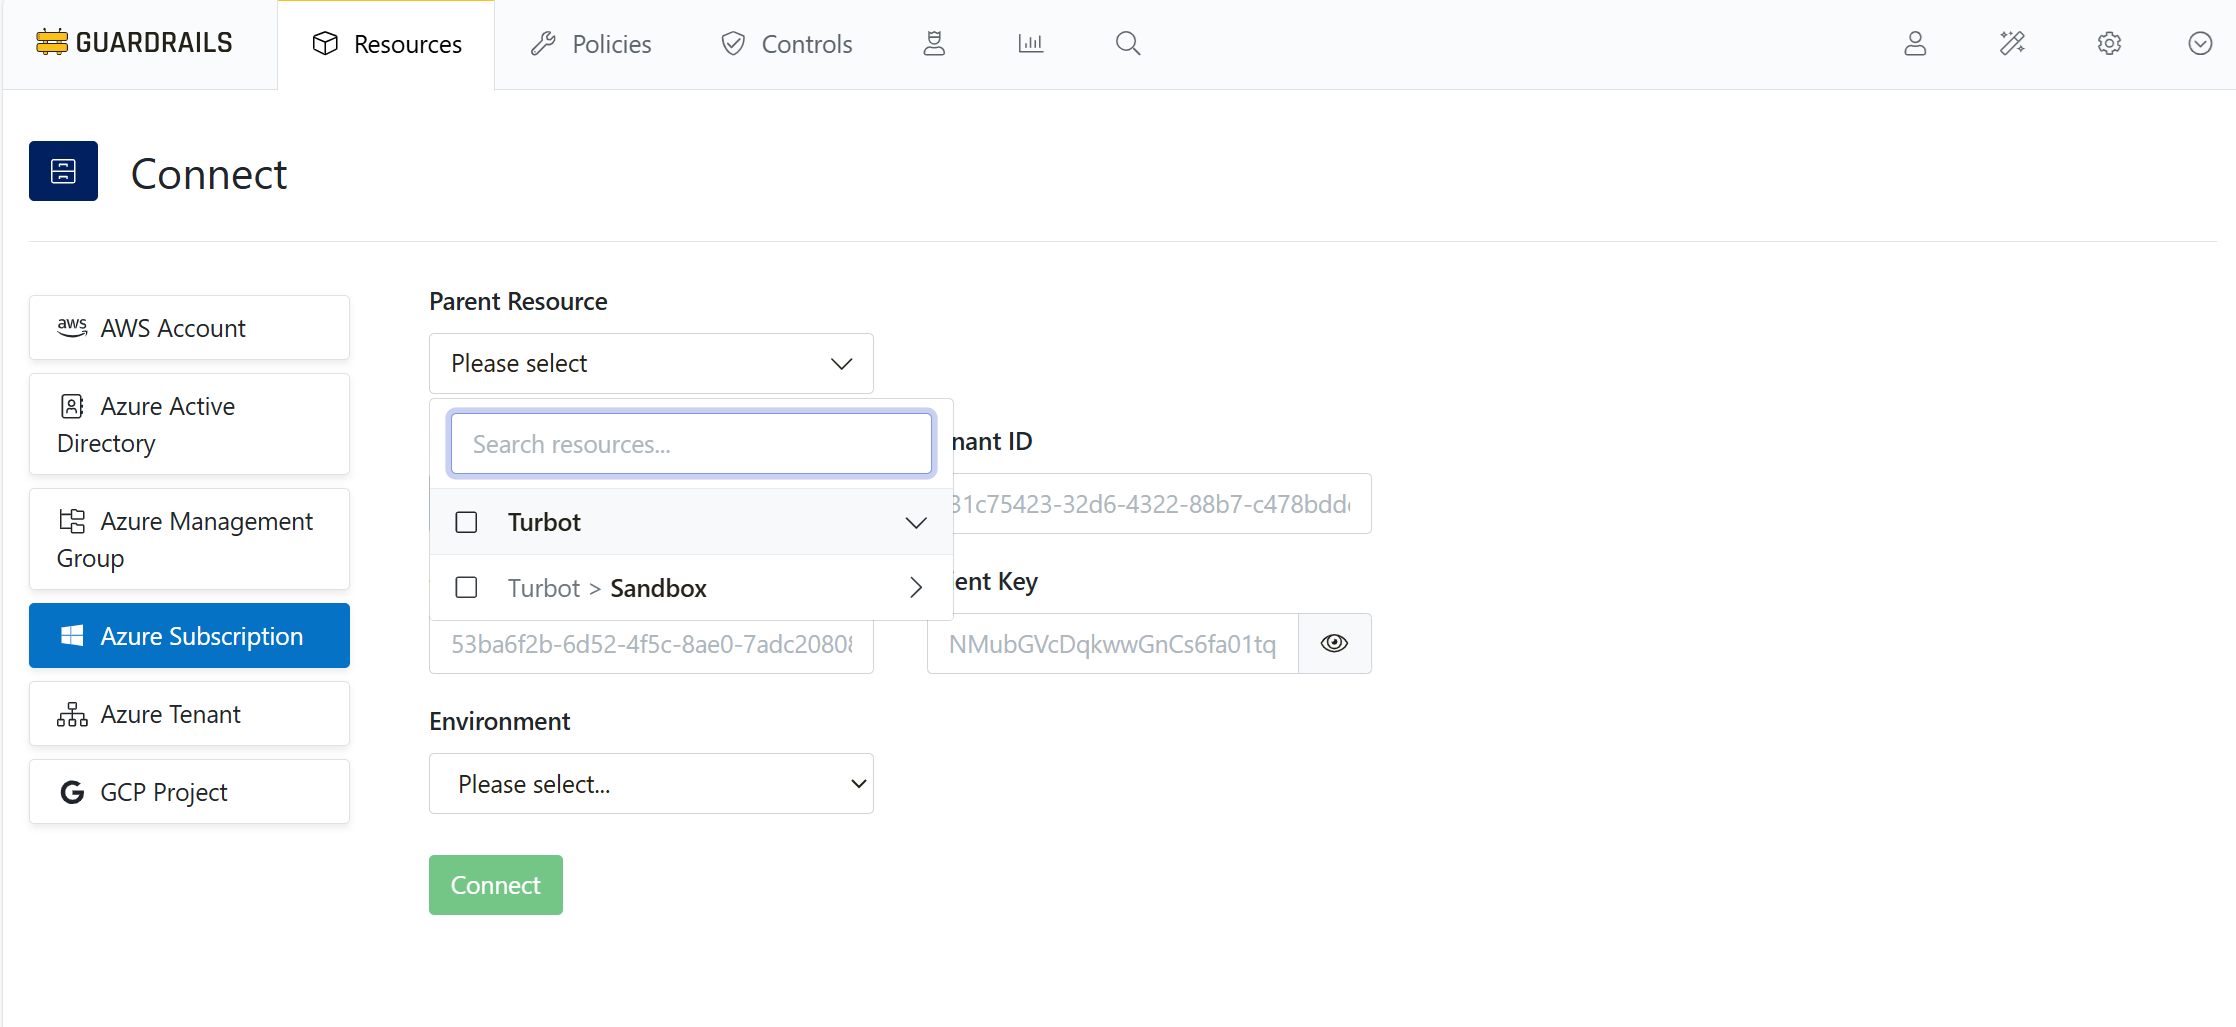 GUARDRAILS
Resources
Policies
Controls
Connect
aws AWS Account
Azure Active
Directory
Azure Management
Group
Azure Subscription
Azure Tenant
GCP Project
Parent Resource
Please select
Search resources...
Turbot
Turbot > Sandbox
nant ID
31c75423-32d6-4322-88b7-c478bdd
ent Key
53ba6f2b-6d52-4f5c-8ae0-7adc2080
NMubGVcDqkwwGnCs6fa01tq
Environment
Please select...
Connect